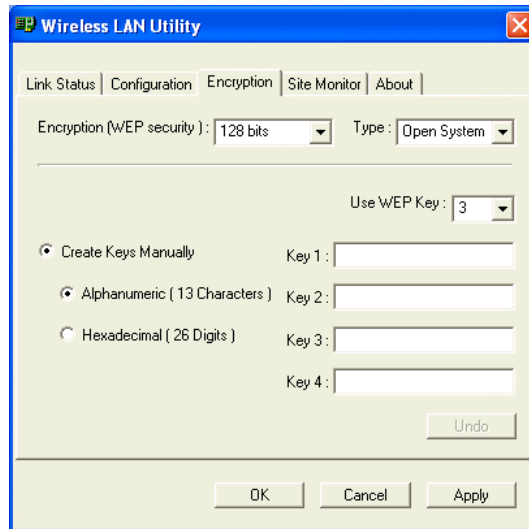 Wireless LAN Utility
Link Status Configuration Encryption Site Monitor About
Encryption (WEP security ) : 128 bits Type : Open System
Use WEP Key : 3
Create Keys Manually Key 1 :
Alphanumeric ( 13 Characters ) Key 2 :
Hexadecimal ( 26 Digits ) Key 3 :
Key 4 :
Undo
OK Cancel Apply